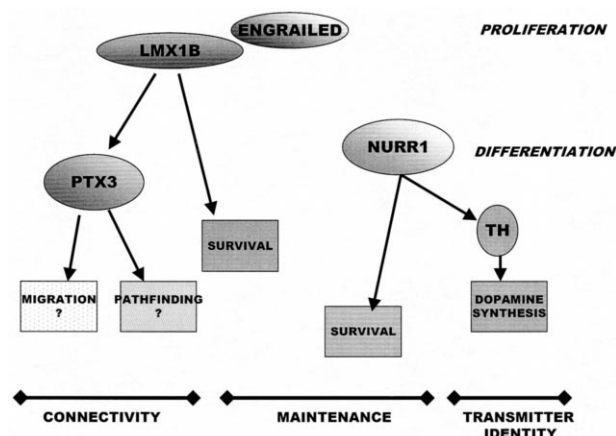 ENGRAILED
PROLIFERATION
LMX1B
NURR1
DIFFERENTIATION
PTX3
TH
SURVIVAL
MIGRATION
?
PATHFINDING
?
DOPAMINE
SYNTHESIS
SURVIVAL
CONNECTIVITY
MAINTENANCE
TRANSMITTER
IDENTITY